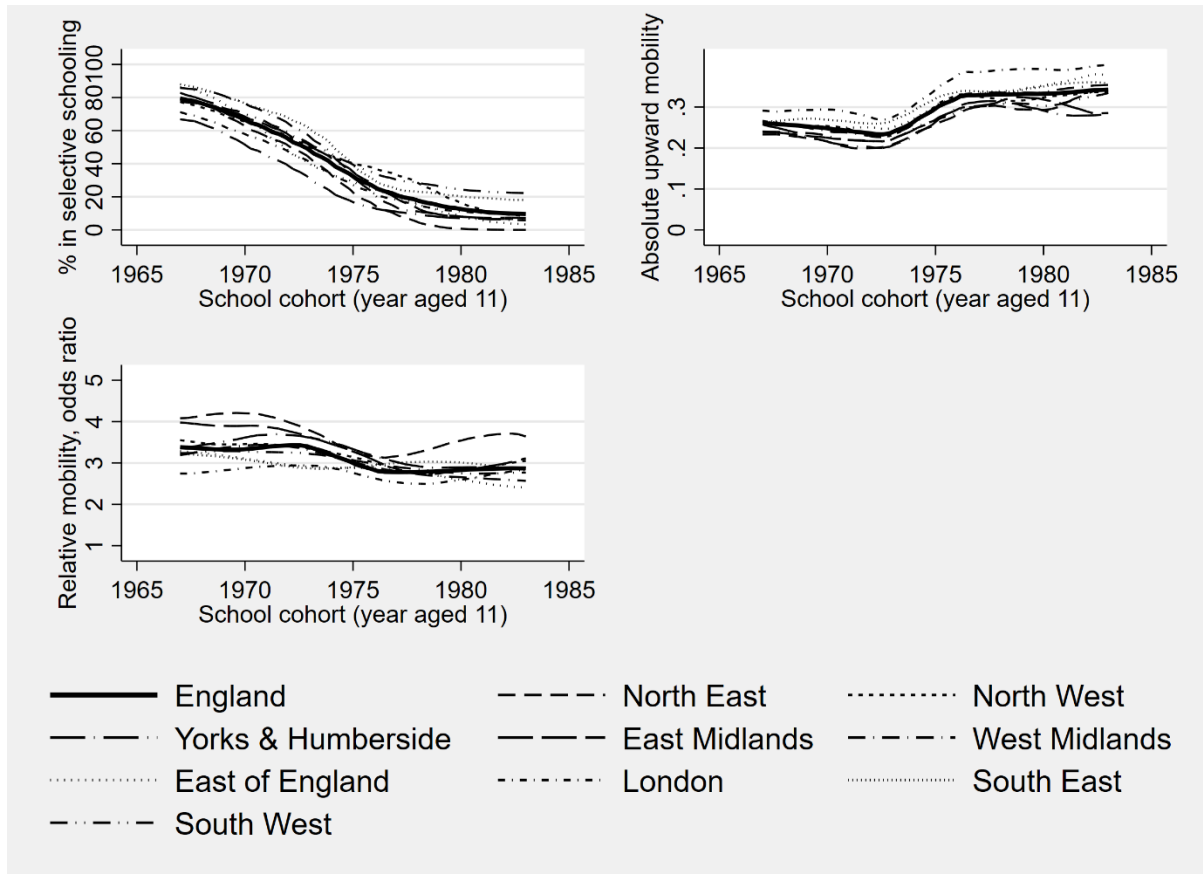 % in selective schooling
0 20 40 60 80 100
1965 1970 1975 1980 1985
School cohort (year aged 11)
Absolute upward mobility
0 .1 .2 .3
1965 1970 1975 1980 1985
School cohort (year aged 11)
Relative mobility, odds ratio
1 2 3 4 5
1965 1970 1975 1980 1985
School cohort (year aged 11)
England North East North West
Yorks & Humberside East Midlands West Midlands
East of England London South East
South West